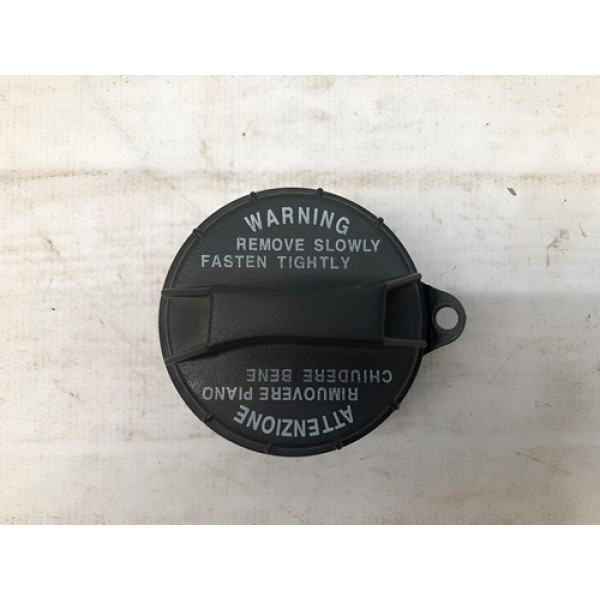 WARNING
REMOVE SLOWLY
FASTEN TIGHTLY
ATTENZIONE
RIMUOVERE PIANO
CHIUDERE BENE